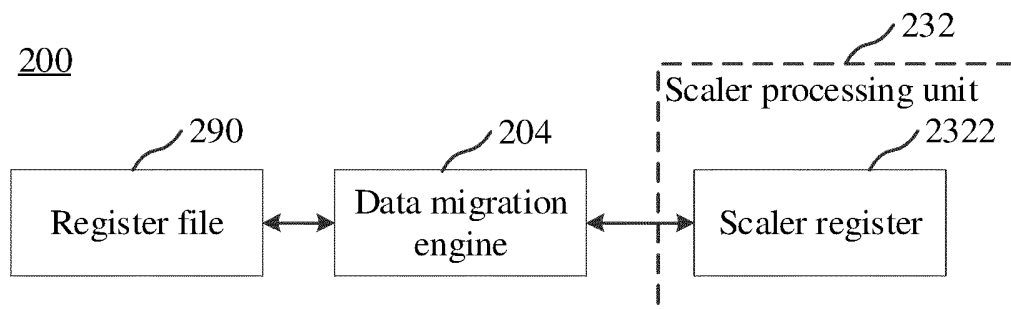 232
200
Scaler processing unit
290
204
2322
Register file
Data migration
engine
Scaler register